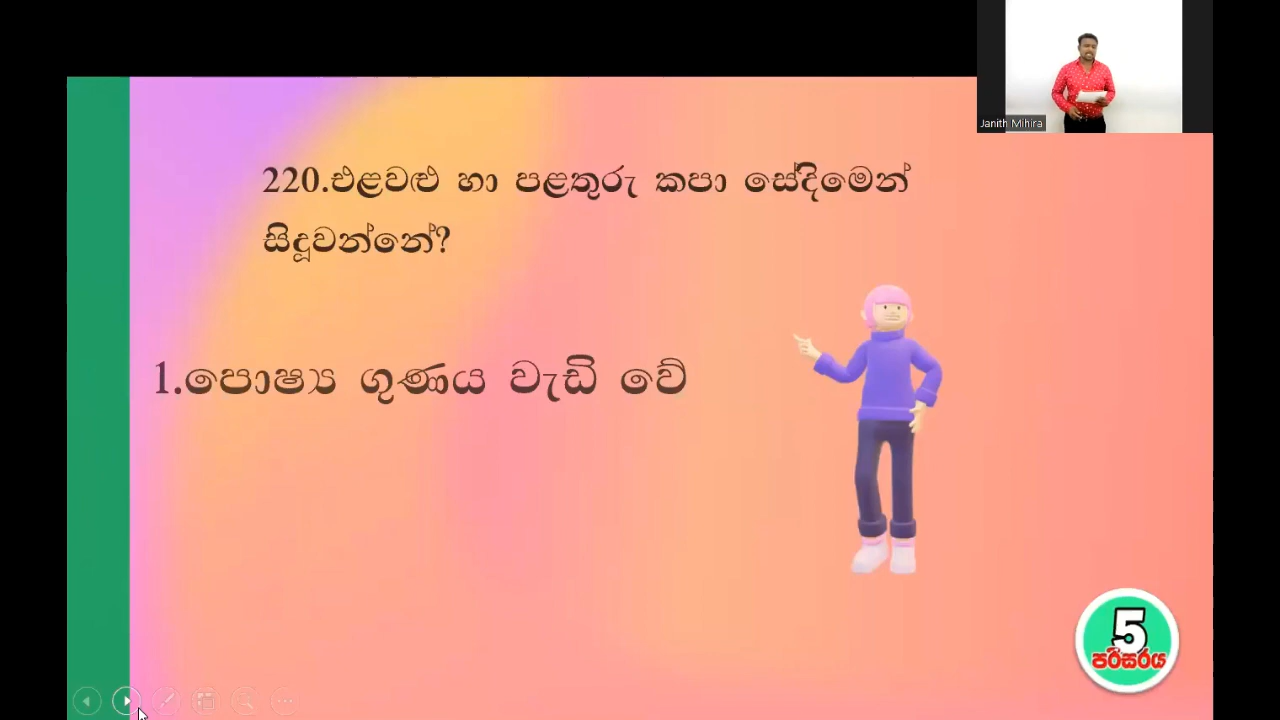 Janith Mihira
220.එළවළු හා පළතුරු කපා සේදිමෙන්
සිදූවන්නේ?
1.පොෂ්‍ය ගුණය වැඩි වේ
5
පරිසරය